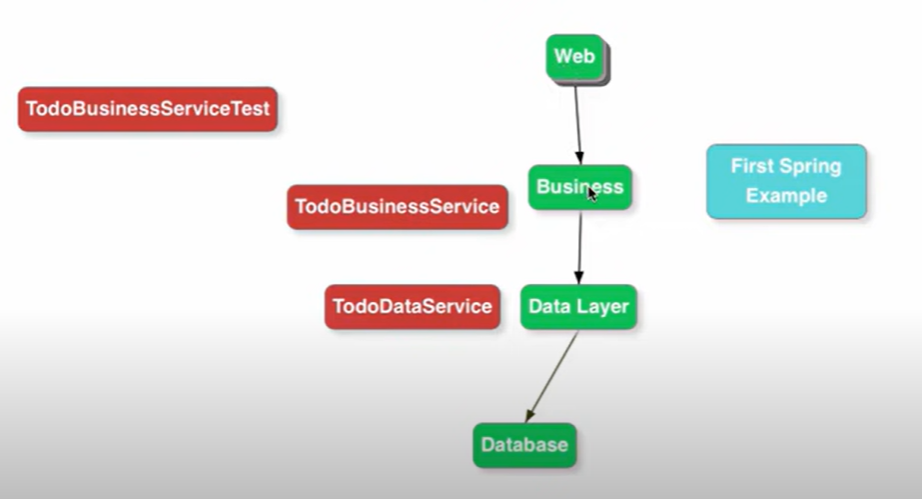 Web
TodoBusinessServiceTest
First Spring
Example
Business
TodoBusinessService
TodoDataService
Data Layer
Database